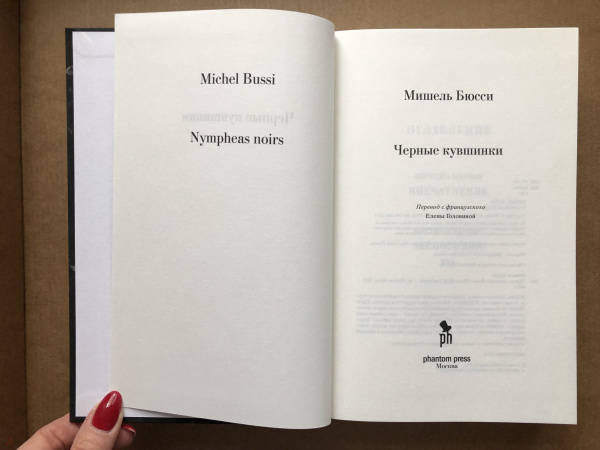 Michel Bussi
Nympheas noirs
Мишель Бюсси
Черные кувшинки
Перевод с французского
Елены Головиной
ph
phantom press
Москва